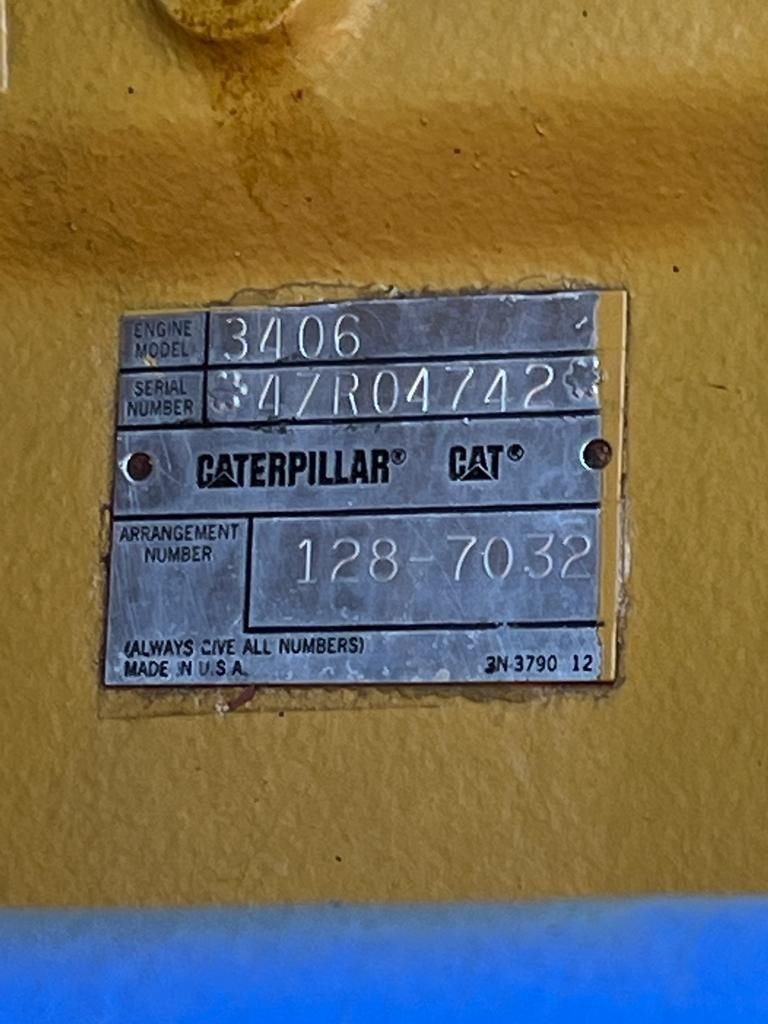 ENGINE MODEL 3406
SERIAL NUMBER *47R04742*
CATERPILLAR® CAT®
ARRANGEMENT NUMBER 128-7032
(ALWAYS GIVE ALL NUMBERS)
MADE IN U.S.A. 3N-3790 12